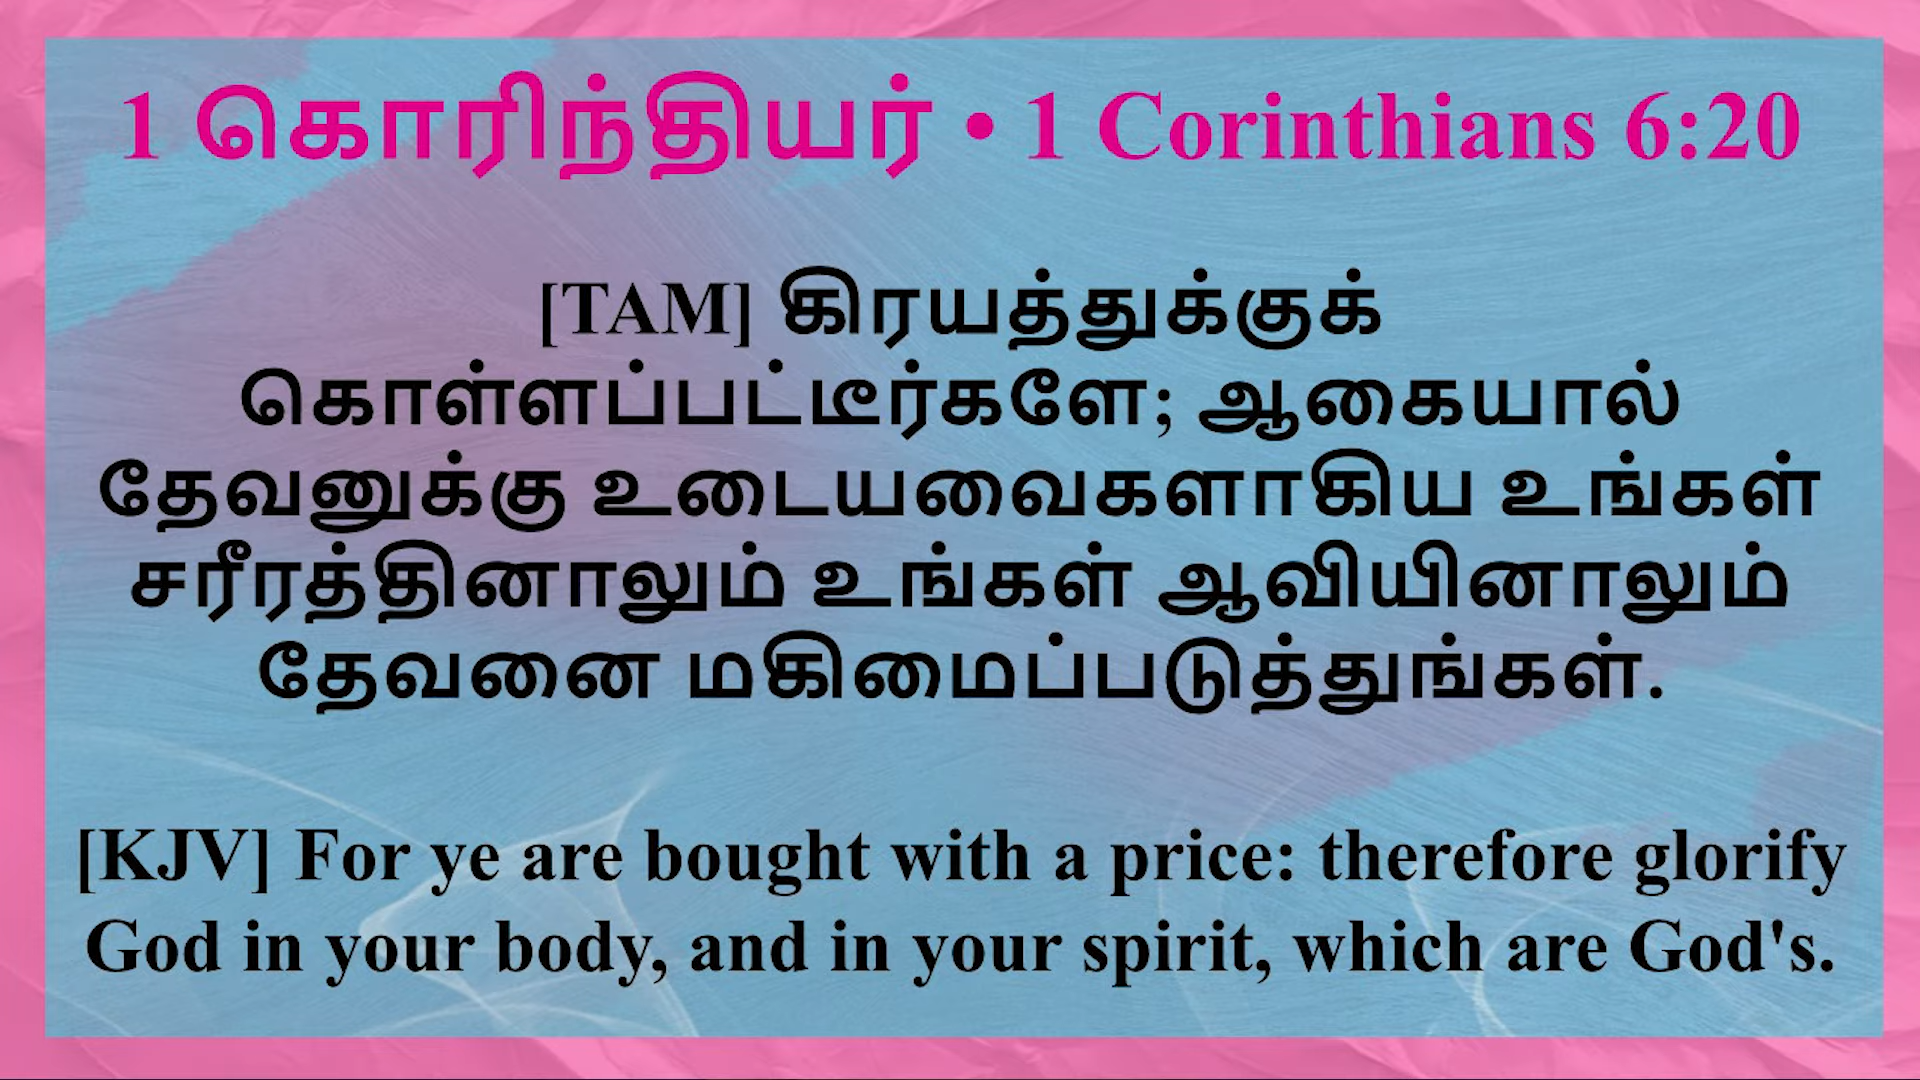 1 கொரிந்தியர் • 1 Corinthians 6:20
[TAM] கிரயத்துக்குக்
கொள்ளப்பட்டீர்களே; ஆகையால்
தேவனுக்கு உடையவைகளாகிய உங்கள்
சரீரத்தினாலும் உங்கள் ஆவியினாலும்
தேவனை மகிமைப்படுத்துங்கள்.
[KJV] For ye are bought with a price: therefore glorify
God in your body, and in your spirit, which are God's.